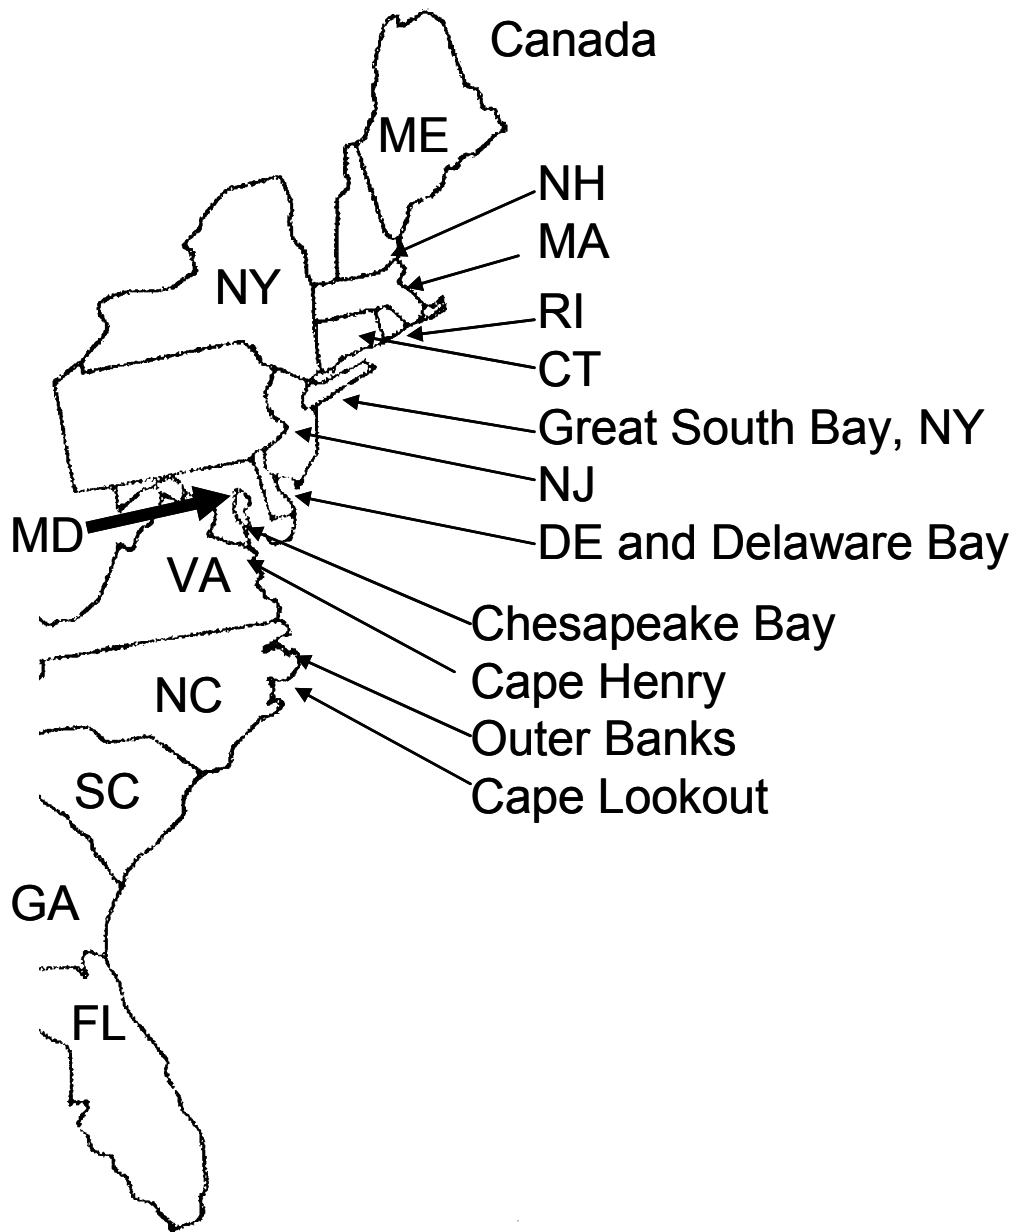 Canada
ME
NH
MA
NY
RI
CT
Great South Bay, NY
NJ
MD
DE and Delaware Bay
VA
Chesapeake Bay
Cape Henry
NC
Outer Banks
SC
Cape Lookout
GA
FL